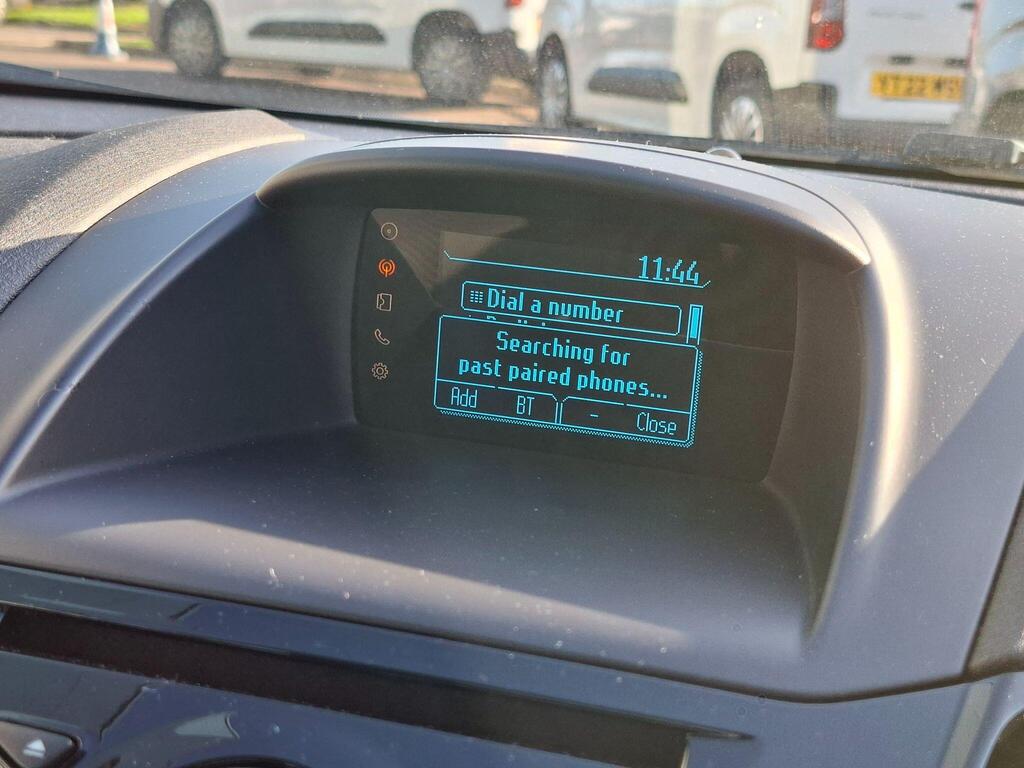 11:44
Dial a number
Searching for
past paired phones...
Add BT - Close